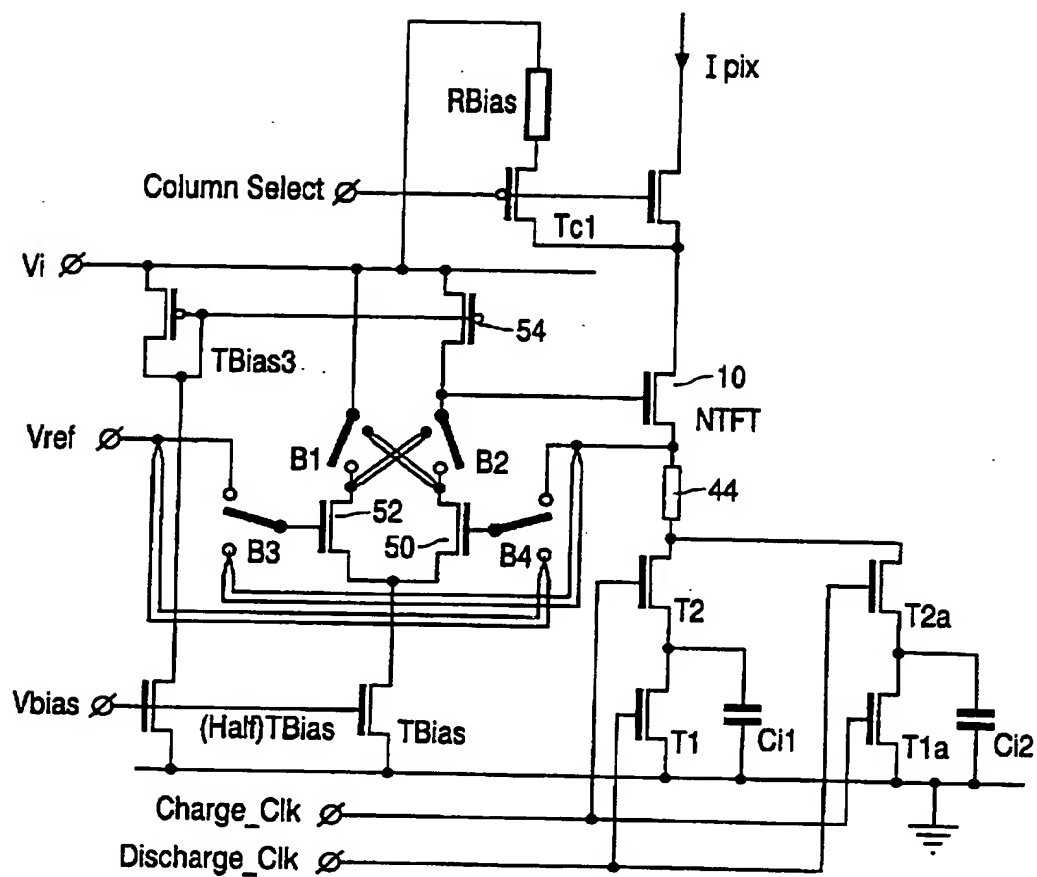 I pix
RBias
Column Select
Tc1
Vi
54
TBias3
10
NTFT
Vref
B1
B2
44
52
50
B3
B4
T2
T2a
Vbias
(Half)TBias
TBias
T1
Ci1
T1a
Ci2
Charge_Clk
Discharge_Clk